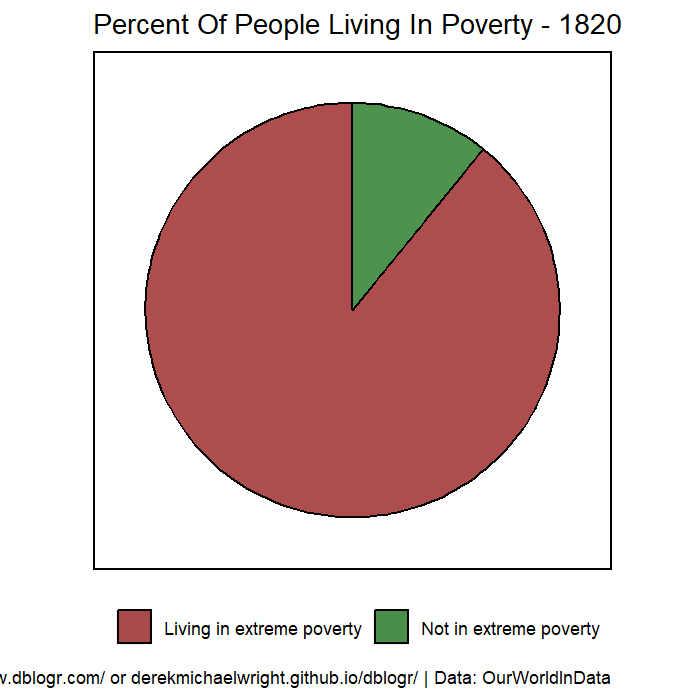 Percent Of People Living In Poverty - 1820
Living in extreme poverty
Not in extreme poverty
.dblogr.com/ or derekmichaelwright.github.io/dblogr/ | Data: OurWorldInData